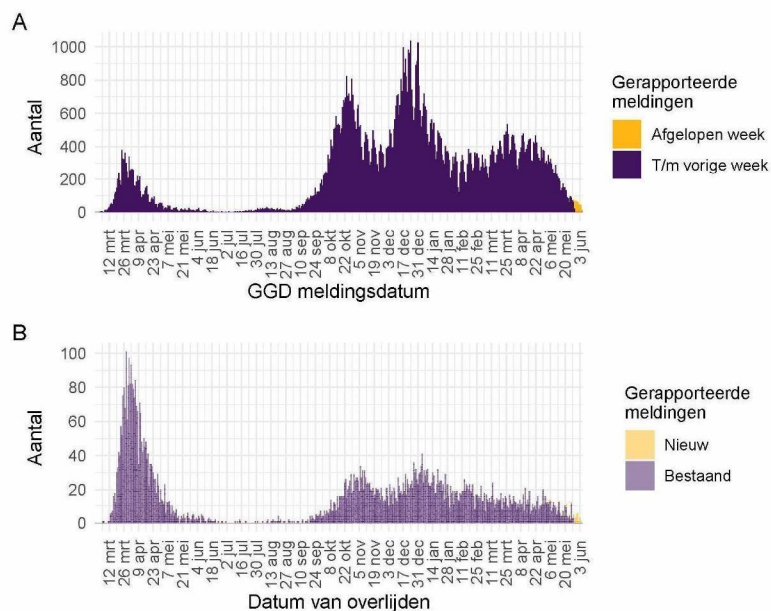 A
Aantal
1000
800
600
400
200
0
12 mrt
26 mrt
9 apr
23 apr
7 mei
21 mei
4 jun
18 jun
2 jul
16 jul
30 jul
13 aug
27 aug
10 sep
24 sep
8 okt
22 okt
5 nov
19 nov
3 dec
17 dec
31 dec
14 jan
28 jan
11 feb
25 feb
11 mrt
25 mrt
8 apr
22 apr
6 mei
20 mei
3 jun
GGD meldingsdatum
Gerapporteerde
meldingen
Afgelopen week
T/m vorige week
B
Aantal
100
80
60
40
20
0
12 mrt
26 mrt
9 apr
23 apr
7 mei
21 mei
4 jun
18 jun
2 jul
16 jul
30 jul
13 aug
27 aug
10 sep
24 sep
8 okt
22 okt
5 nov
19 nov
3 dec
17 dec
31 dec
14 jan
28 jan
11 feb
25 feb
11 mrt
25 mrt
8 apr
22 apr
6 mei
20 mei
3 jun
Datum van overlijden
Gerapporteerde
meldingen
Nieuw
Bestaand